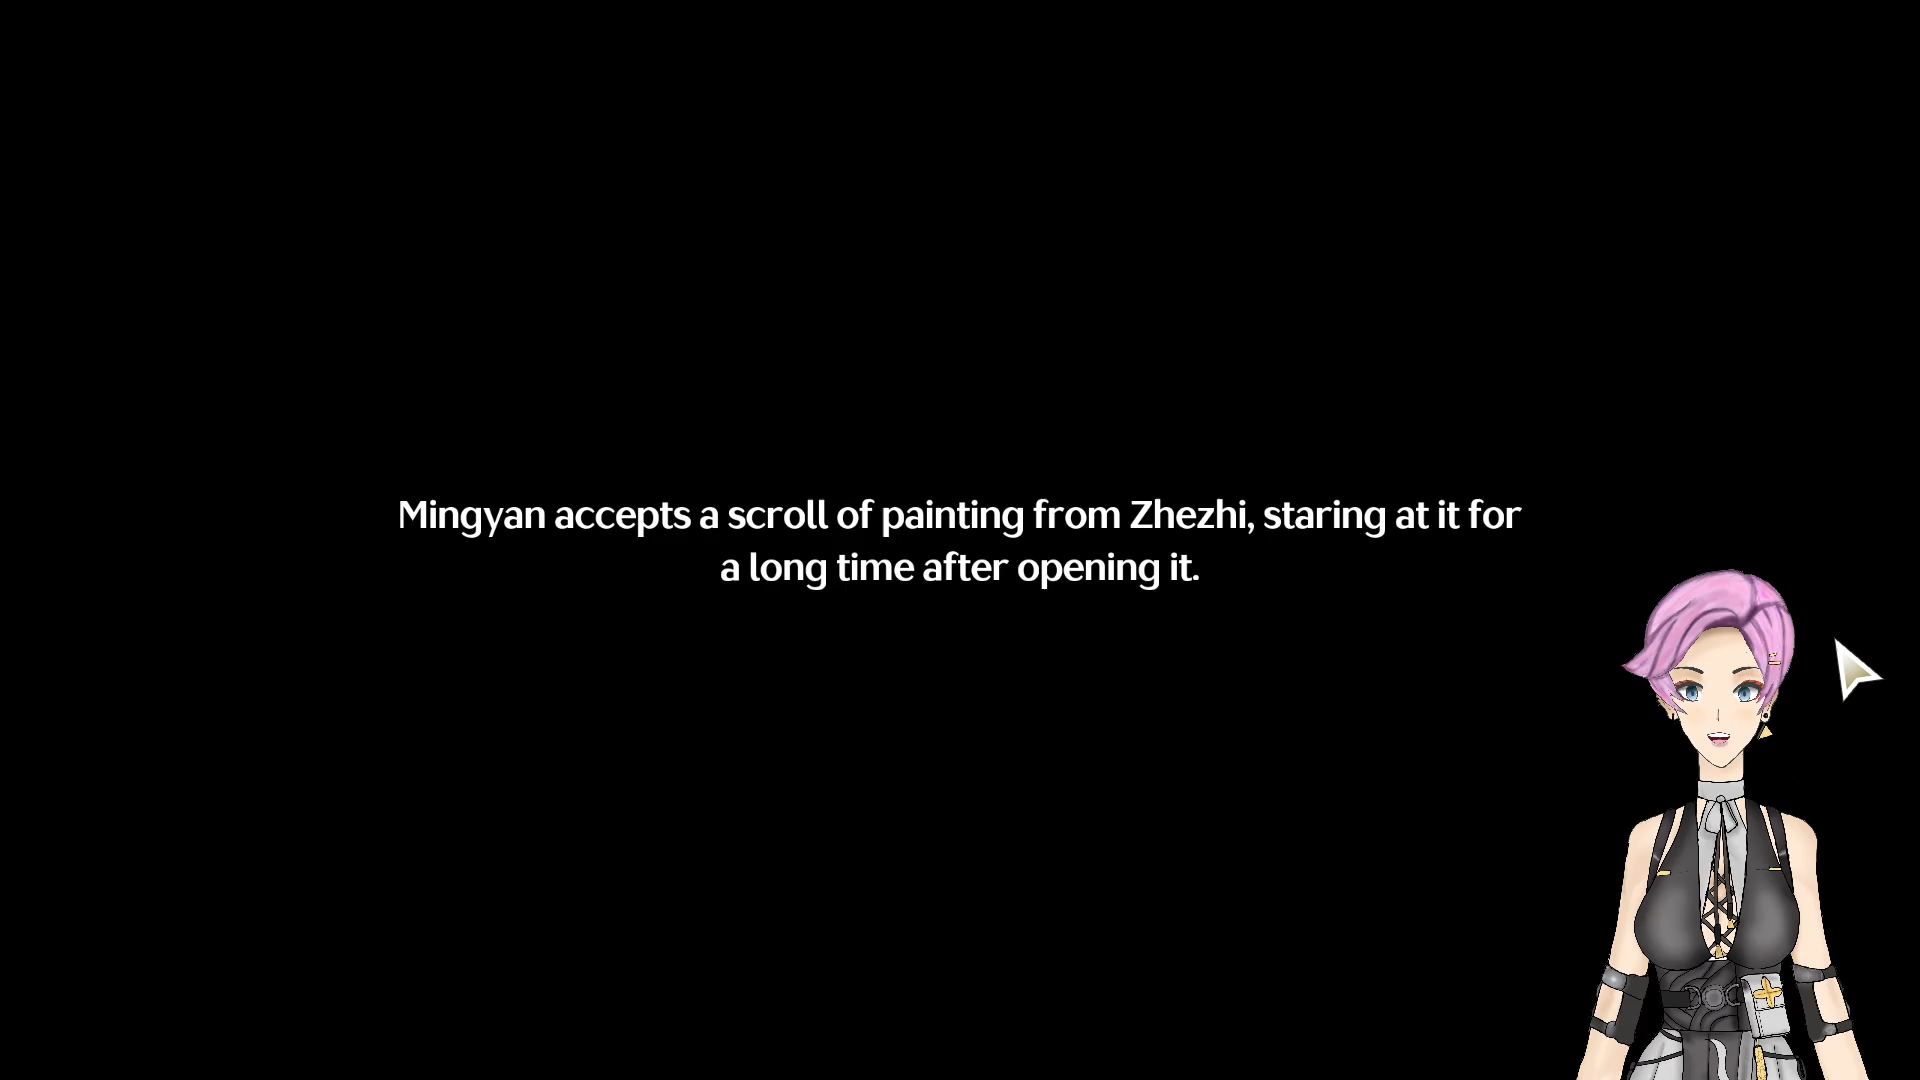 Mingyan accepts a scroll of painting from Zhezhi, staring at it for
a long time after opening it.